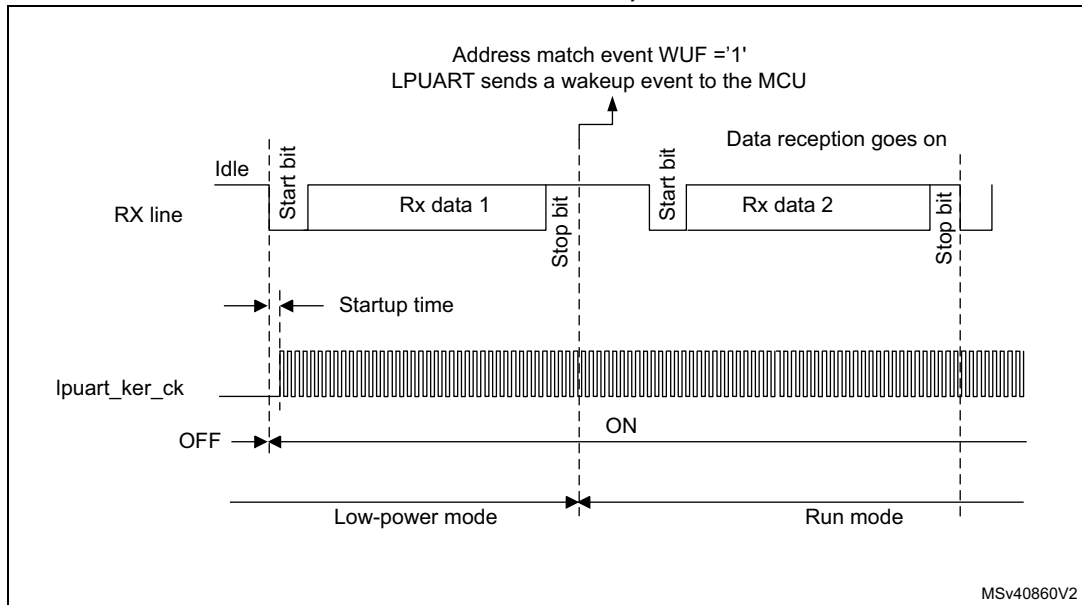 Address match event WUF ='1'
LPUART sends a wakeup event to the MCU
Data reception goes on
Idle
RX line
Start bit
Rx data 1
Stop bit
Start bit
Rx data 2
Stop bit
Startup time
lpuart_ker_ck
OFF
ON
Low-power mode
Run mode
MSv40860V2